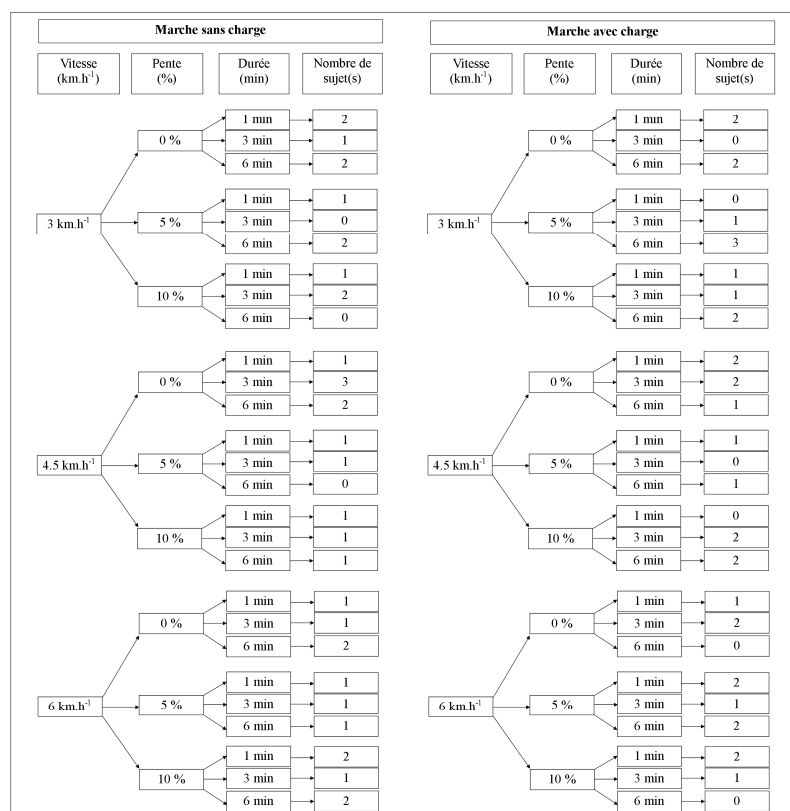 Marche sans charge
Vitesse (km.h-1) Pente (%) Durée (min) Nombre de sujet(s)
0 % 1 min 2
3 min 1
6 min 2
3 km.h-1 5 % 1 min 1
3 min 0
6 min 2
10 % 1 min 1
3 min 2
6 min 0
0 % 1 min 1
3 min 3
6 min 2
4.5 km.h-1 5 % 1 min 1
3 min 1
6 min 0
10 % 1 min 1
3 min 1
6 min 1
0 % 1 min 1
3 min 1
6 min 2
6 km.h-1 5 % 1 min 1
3 min 1
6 min 1
10 % 1 min 2
3 min 1
6 min 2
Marche avec charge
Vitesse (km.h-1) Pente (%) Durée (min) Nombre de sujet(s)
0 % 1 min 2
3 min 0
6 min 2
3 km.h-1 5 % 1 min 0
3 min 1
6 min 3
10 % 1 min 1
3 min 1
6 min 2
0 % 1 min 2
3 min 2
6 min 1
4.5 km.h-1 5 % 1 min 1
3 min 0
6 min 1
10 % 1 min 0
3 min 2
6 min 2
0 % 1 min 1
3 min 2
6 min 0
6 km.h-1 5 % 1 min 2
3 min 1
6 min 2
10 % 1 min 2
3 min 1
6 min 0